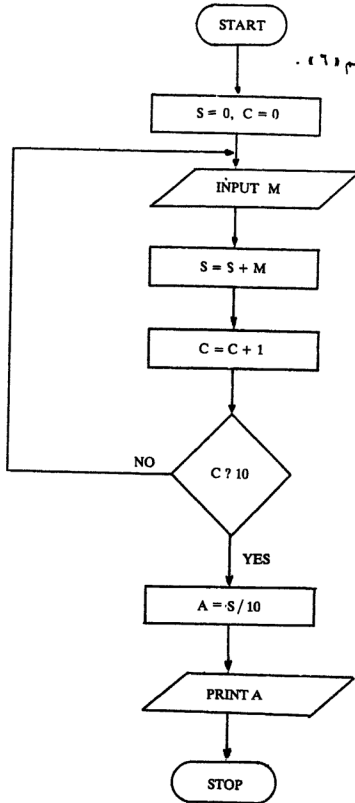 START
S = 0, C = 0
INPUT M
S = S + M
C = C + 1
C ? 10
NO
YES
A = S / 10
PRINT A
STOP